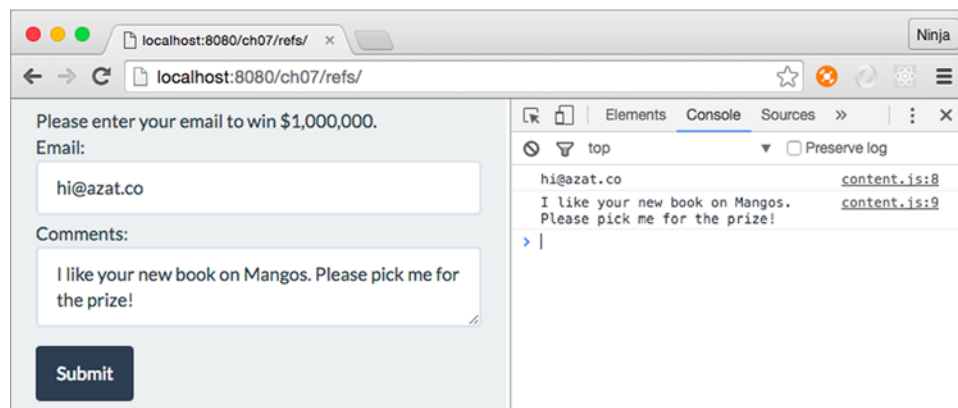 localhost:8080/ch07/refs/ ×
Ninja
localhost:8080/ch07/refs/
Please enter your email to win $1,000,000.
Email:
hi@azat.co
Comments:
I like your new book on Mangos. Please pick me for
the prize!
Submit
Elements Console Sources »
top
Preserve log
hi@azat.co content.js:8
I like your new book on Mangos. content.js:9
Please pick me for the prize!
>